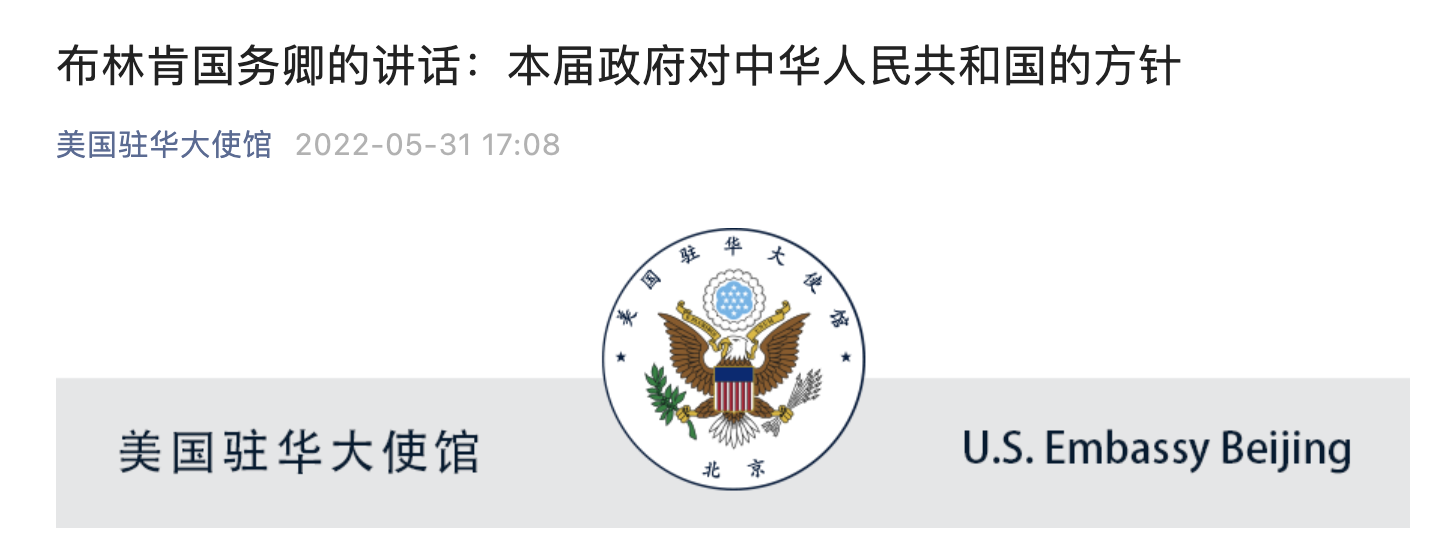 布林肯国务卿的讲话：本届政府对中华人民共和国的方针
美国驻华大使馆 2022-05-31 17:08
美国驻华大使馆
北京
美国驻华大使馆
U.S. Embassy Beijing